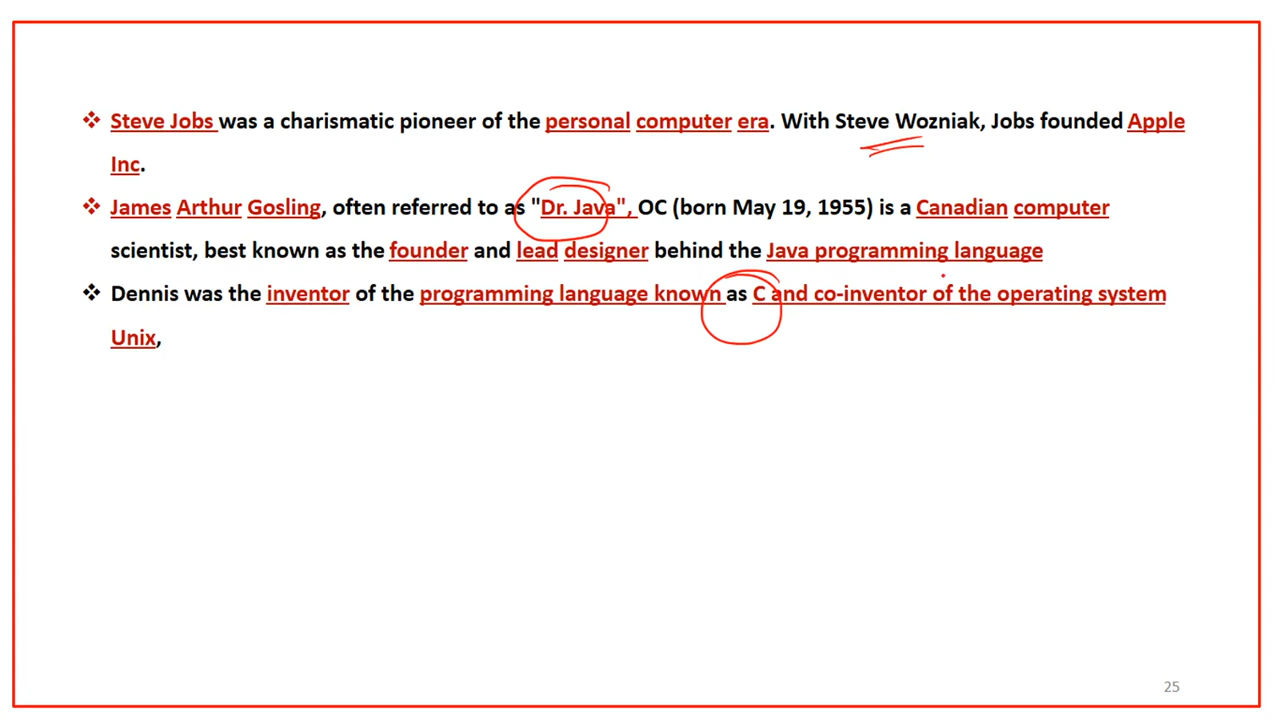 ❖ Steve Jobs was a charismatic pioneer of the personal computer era. With Steve Wozniak, Jobs founded Apple
Inc.
❖ James Arthur Gosling, often referred to as "Dr. Java", OC (born May 19, 1955) is a Canadian computer
scientist, best known as the founder and lead designer behind the Java programming language
❖ Dennis was the inventor of the programming language known as C and co-inventor of the operating system
Unix,
25